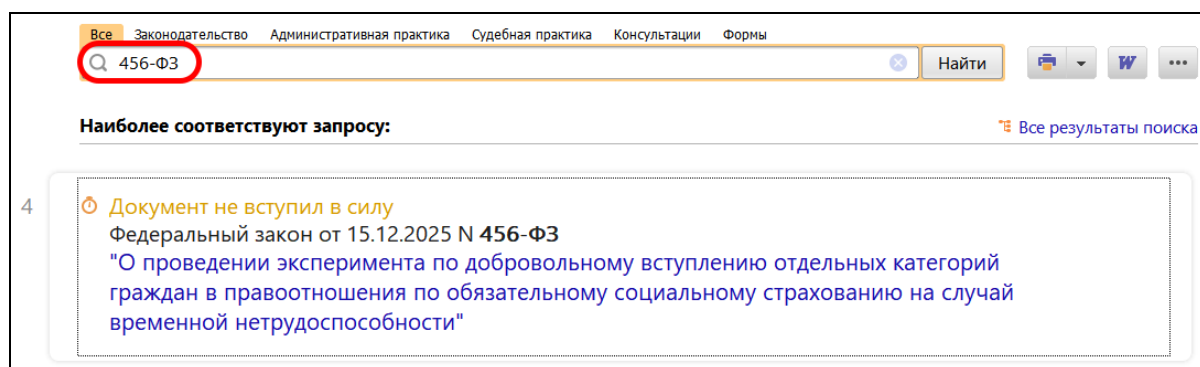 Все Законодательство Административная практика Судебная практика Консультации Формы
456-ФЗ Найти W
Наиболее соответствуют запросу: Все результаты поиска
4 Документ не вступил в силу
Федеральный закон от 15.12.2025 N 456-ФЗ
"О проведении эксперимента по добровольному вступлению отдельных категорий
граждан в правоотношения по обязательному социальному страхованию на случай
временной нетрудоспособности"